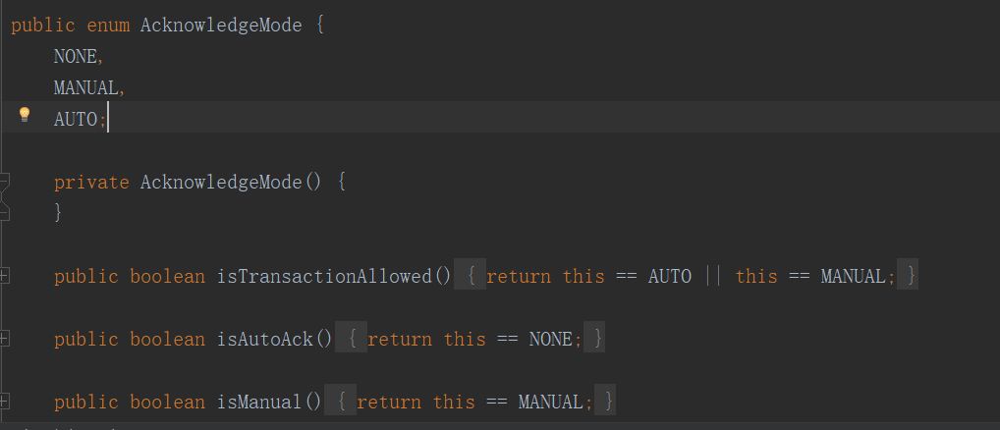 public enum AcknowledgeMode {
NONE,
MANUAL,
AUTO;
private AcknowledgeMode() {
}
public boolean isTransactionAllowed() { return this == AUTO || this == MANUAL; }
public boolean isAutoAck() { return this == NONE; }
public boolean isManual() { return this == MANUAL; }